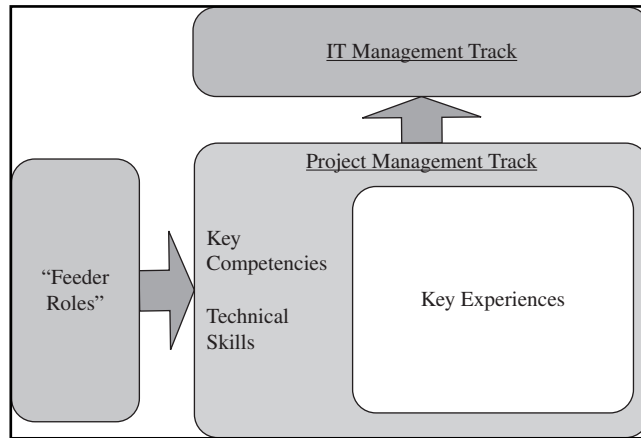 IT Management Track
Project Management Track
“Feeder
Roles”
Key
Competencies
Technical
Skills
Key Experiences